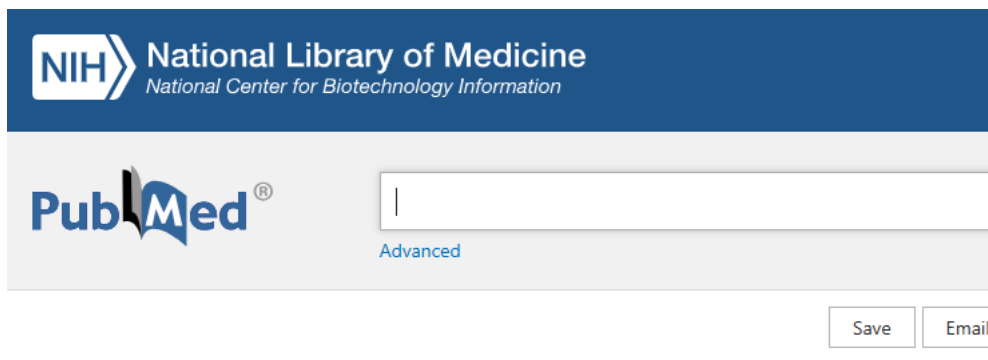 NIH
National Library of Medicine
National Center for Biotechnology Information
PubMed®
Advanced
Save
Email